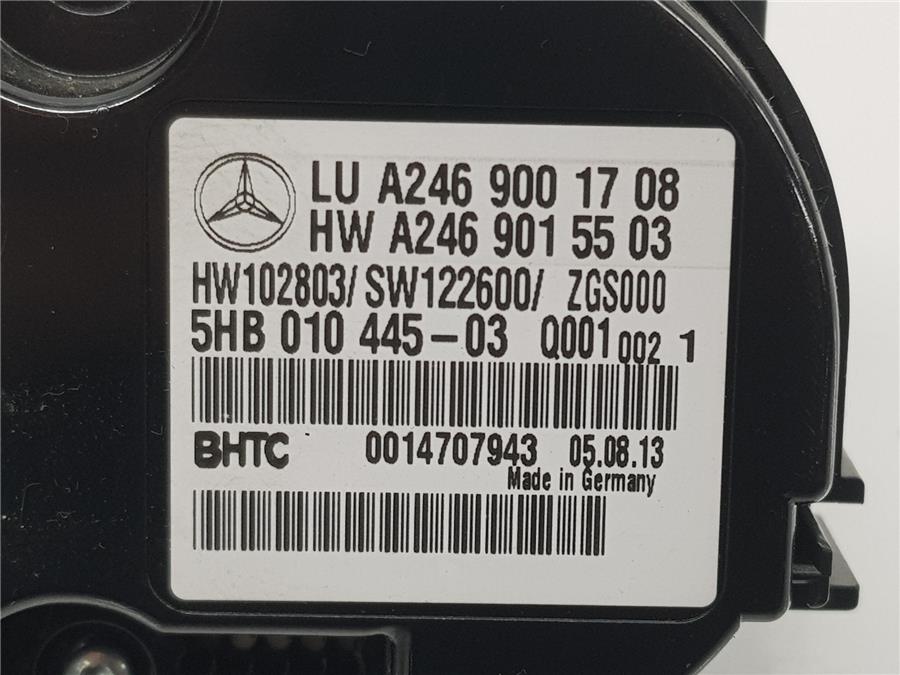 LU A246 900 17 08
HW A246 901 55 03
HW102803/ SW122600/ ZGS000
5HB 010 445-03 Q001 002 1
BHTC 0014707943 05.08.13
Made in Germany